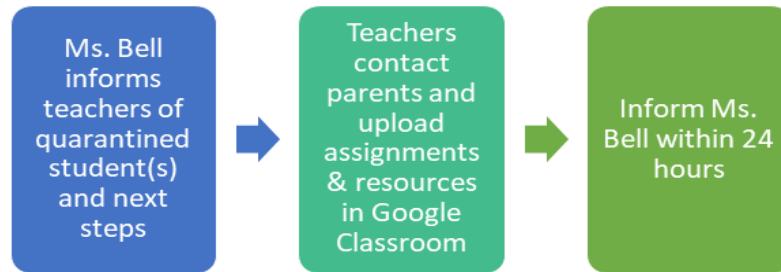 Ms. Bell
informs
teachers of
quarantined
student(s)
and next
steps
Teachers
contact
parents and
upload
assignments
& resources
in Google
Classroom
Inform Ms.
Bell within 24
hours